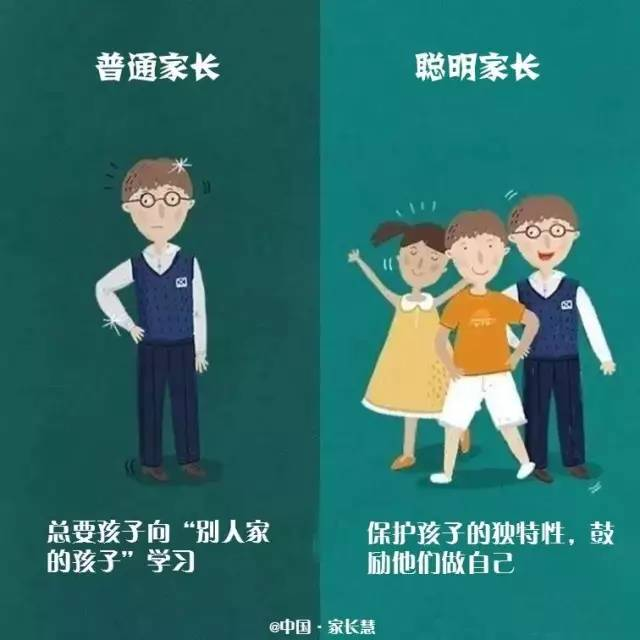 普通家长
聪明家长
总要孩子向“别人家
的孩子”学习
保护孩子的独特性，鼓
励他们做自己
@中国·家长慧